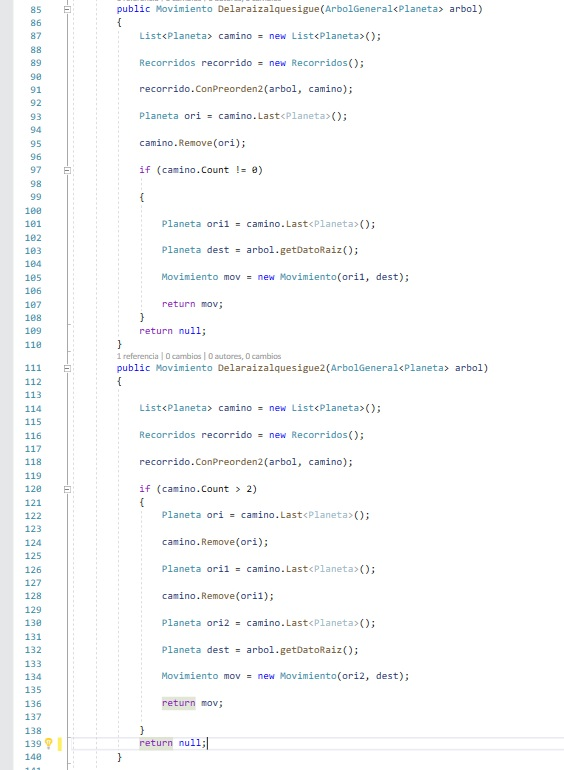 85 public Movimiento Delaraizalquesigue(ArbolGeneral<Planeta> arbol)
86 {
87 List<Planeta> camino = new List<Planeta>();
88
89 Recorridos recorrido = new Recorridos();
90
91 recorrido.ConPreorden2(arbol, camino);
92
93 Planeta ori = camino.Last<Planeta>();
94
95 camino.Remove(ori);
96
97 if (camino.Count != 0)
98
99 {
100
101 Planeta ori1 = camino.Last<Planeta>();
102
103 Planeta dest = arbol.getDatoRaiz();
104
105 Movimiento mov = new Movimiento(ori1, dest);
106
107 return mov;
108 }
109 return null;
110 }
1 referencia | 0 cambios | 0 autores, 0 cambios
111 public Movimiento Delaraizalquesigue2(ArbolGeneral<Planeta> arbol)
112 {
113
114 List<Planeta> camino = new List<Planeta>();
115
116 Recorridos recorrido = new Recorridos();
117
118 recorrido.ConPreorden2(arbol, camino);
119
120 if (camino.Count > 2)
121 {
122 Planeta ori = camino.Last<Planeta>();
123
124 camino.Remove(ori);
125
126 Planeta ori1 = camino.Last<Planeta>();
127
128 camino.Remove(ori1);
129
130 Planeta ori2 = camino.Last<Planeta>();
131
132 Planeta dest = arbol.getDatoRaiz();
133
134 Movimiento mov = new Movimiento(ori2, dest);
135
136 return mov;
137
138 }
139 return null;
140 }